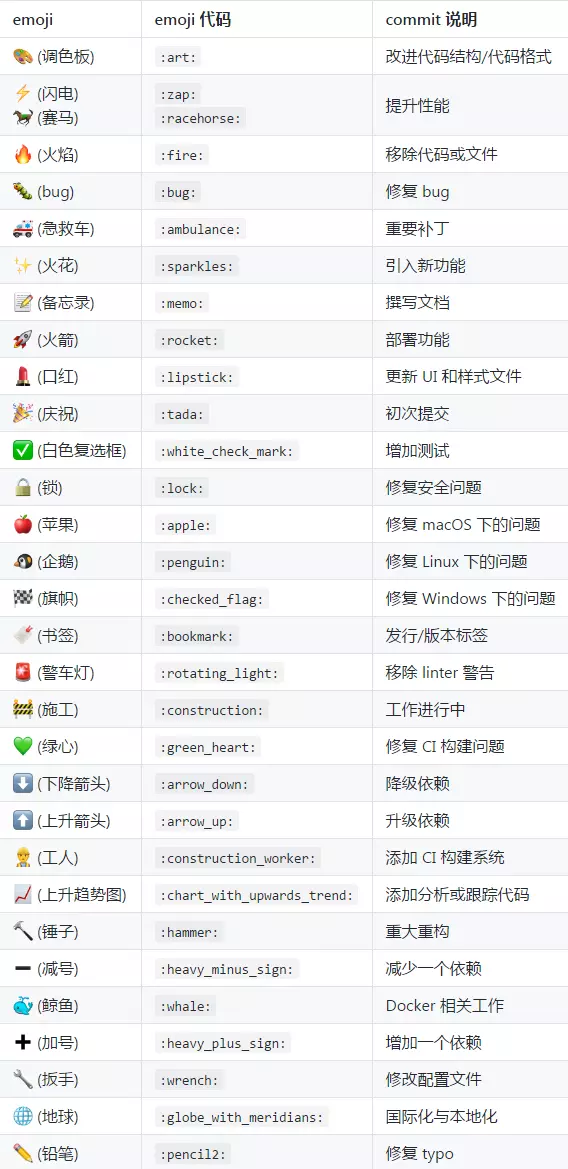 emoji emoji 代码 commit 说明
🎨 (调色板) :art: 改进代码结构/代码格式
⚡ (闪电) :zap:
🐎 (赛马) :racehorse:
提升性能
🔥 (火焰) :fire: 移除代码或文件
🐛 (bug) :bug: 修复 bug
🚑 (急救车) :ambulance: 重要补丁
✨ (火花) :sparkles: 引入新功能
📝 (备忘录) :memo: 撰写文档
🚀 (火箭) :rocket: 部署功能
💄 (口红) :lipstick: 更新 UI 和样式文件
🎉 (庆祝) :tada: 初次提交
✅ (白色复选框) :white_check_mark: 增加测试
🔒 (锁) :lock: 修复安全问题
🍎 (苹果) :apple: 修复 macOS 下的问题
🐧 (企鹅) :penguin: 修复 Linux 下的问题
🏁 (旗帜) :checked_flag: 修复 Windows 下的问题
🔖 (书签) :bookmark: 发行/版本标签
🚨 (警车灯) :rotating_light: 移除 linter 警告
🚧 (施工) :construction: 工作进行中
💚 (绿心) :green_heart: 修复 CI 构建问题
⬇️ (下降箭头) :arrow_down: 降级依赖
⬆️ (上升箭头) :arrow_up: 升级依赖
👷 (工人) :construction_worker: 添加 CI 构建系统
📈 (上升趋势图) :chart_with_upwards_trend: 添加分析或跟踪代码
🔨 (锤子) :hammer: 重大重构
➖ (减号) :heavy_minus_sign: 减少一个依赖
🐳 (鲸鱼) :whale: Docker 相关工作
➕ (加号) :heavy_plus_sign: 增加一个依赖
🔧 (扳手) :wrench: 修改配置文件
🌐 (地球) :globe_with_meridians: 国际化与本地化
✏️ (铅笔) :pencil2: 修复 typo